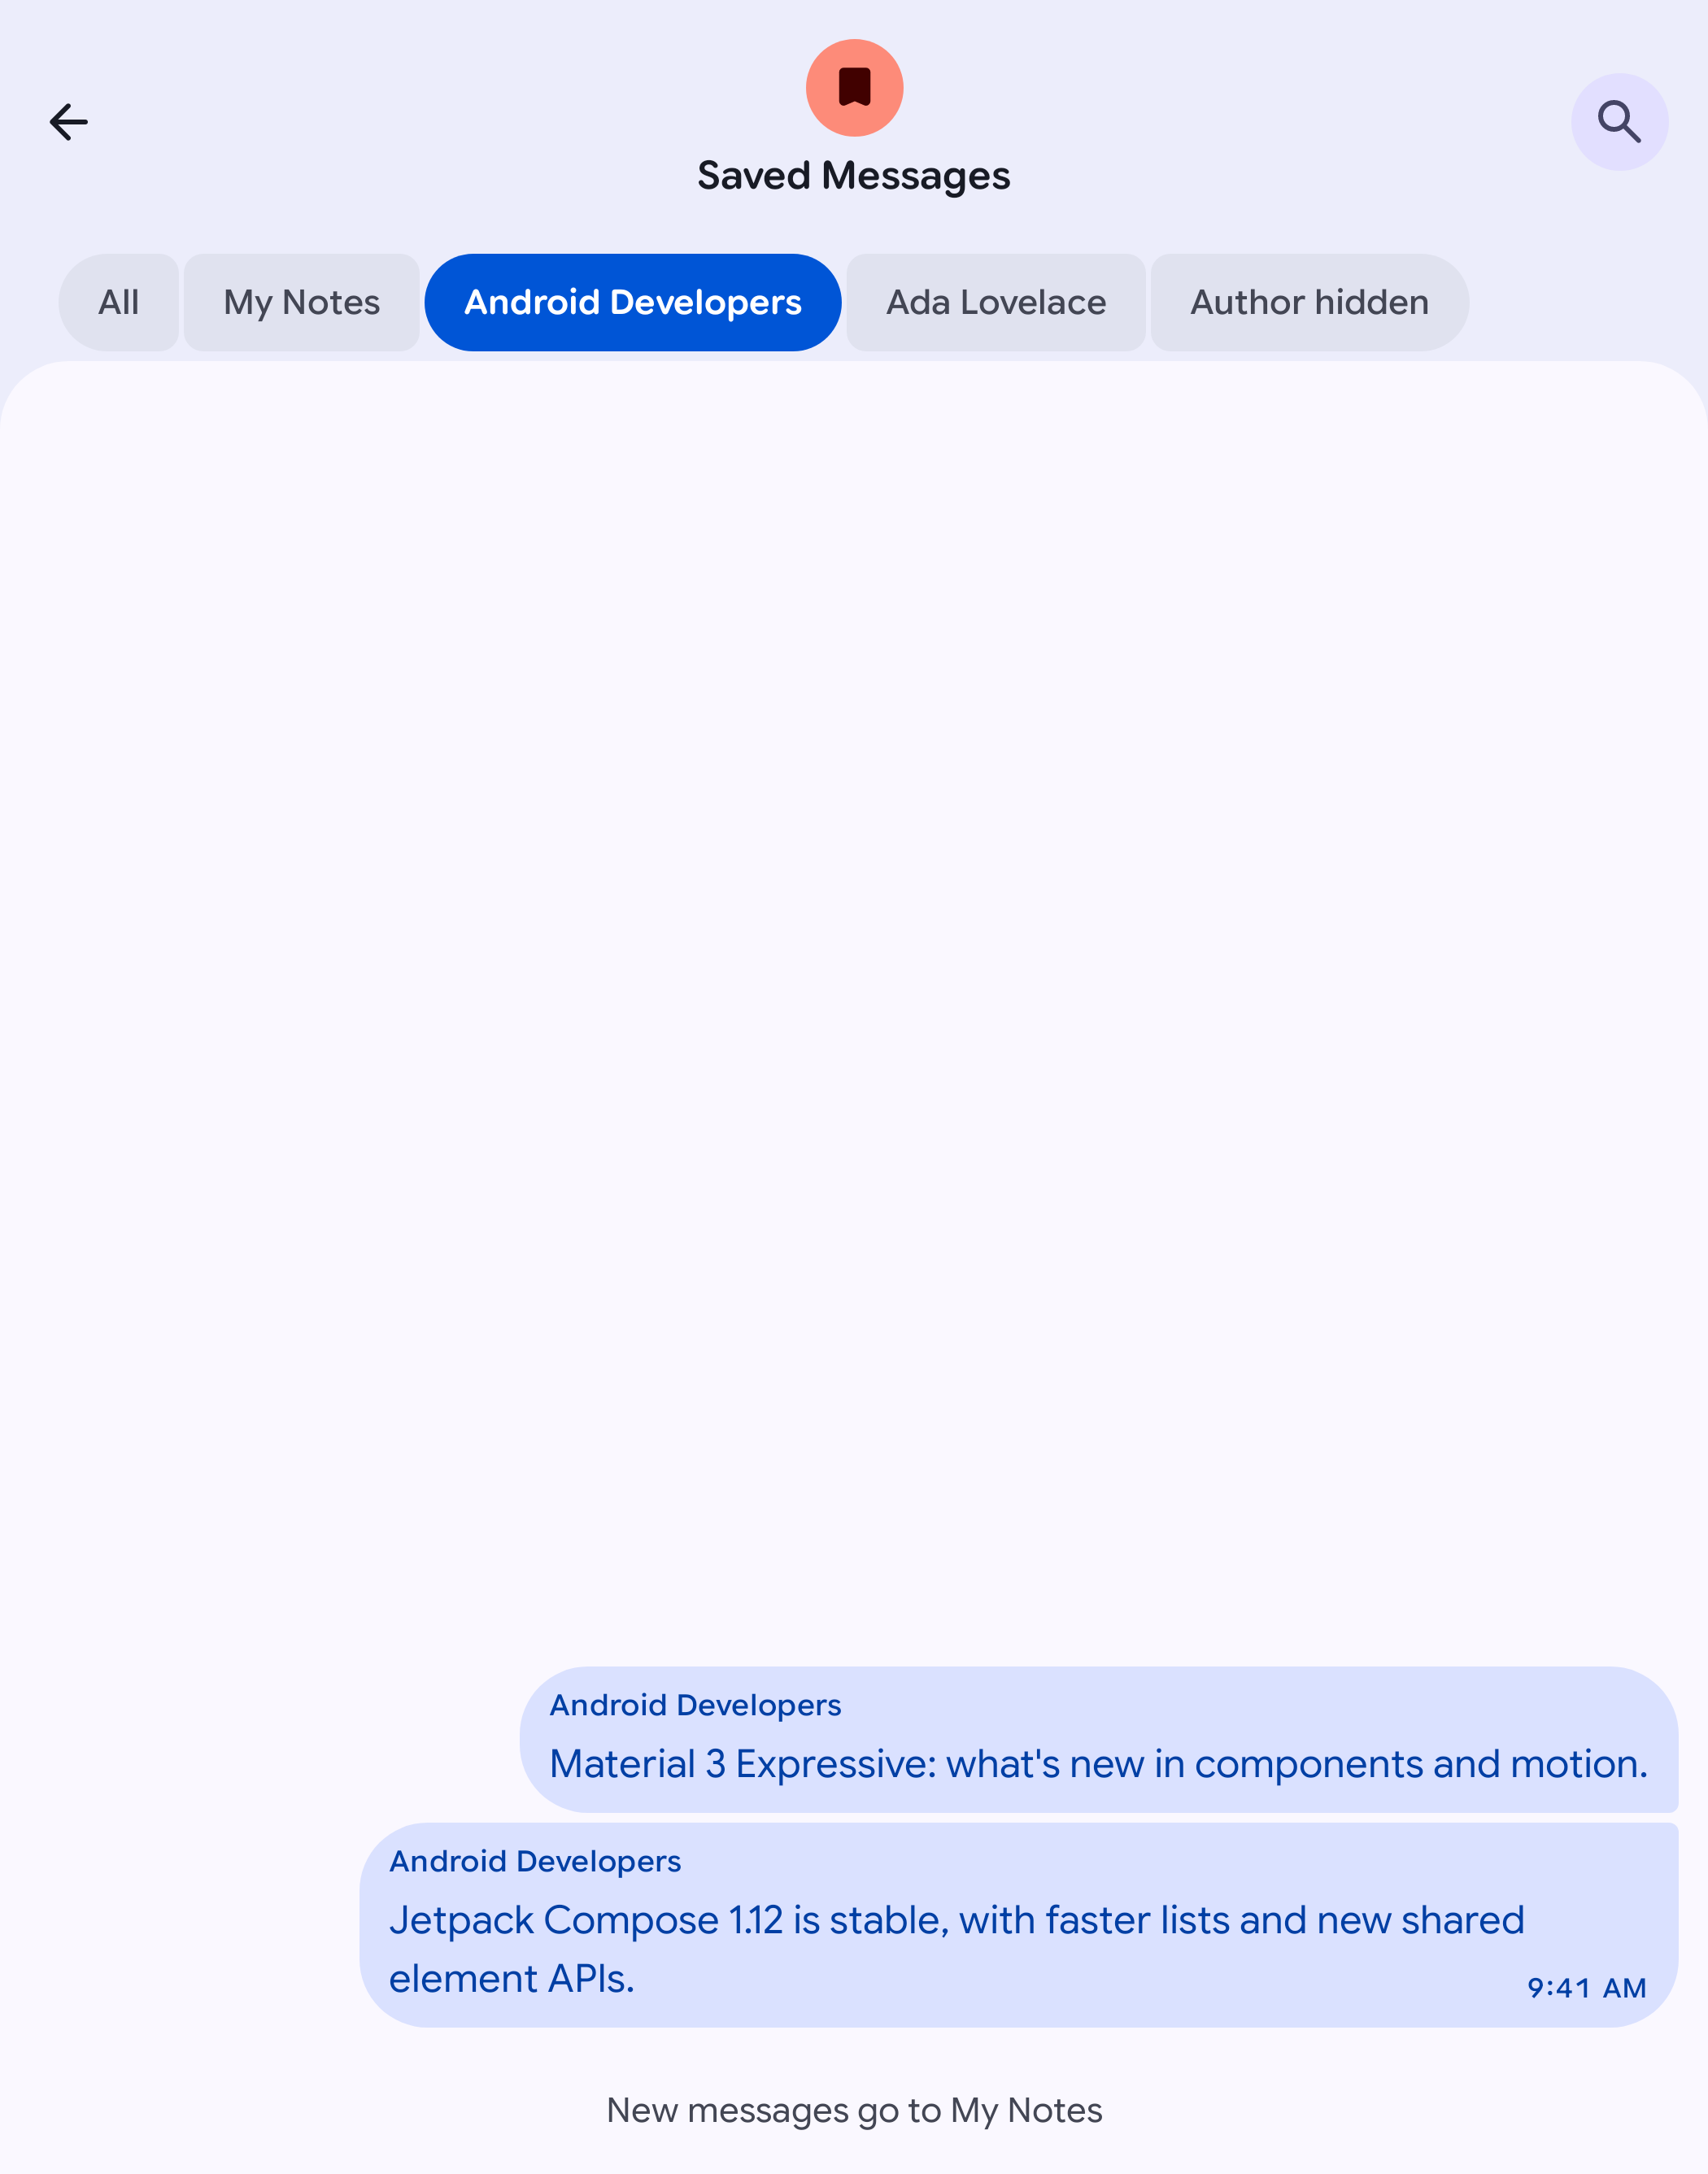 Saved Messages
All
My Notes
Android Developers
Ada Lovelace
Author hidden
Android Developers
Material 3 Expressive: what's new in components and motion.
Android Developers
Jetpack Compose 1.12 is stable, with faster lists and new shared
element APIs.
9:41 AM
New messages go to My Notes